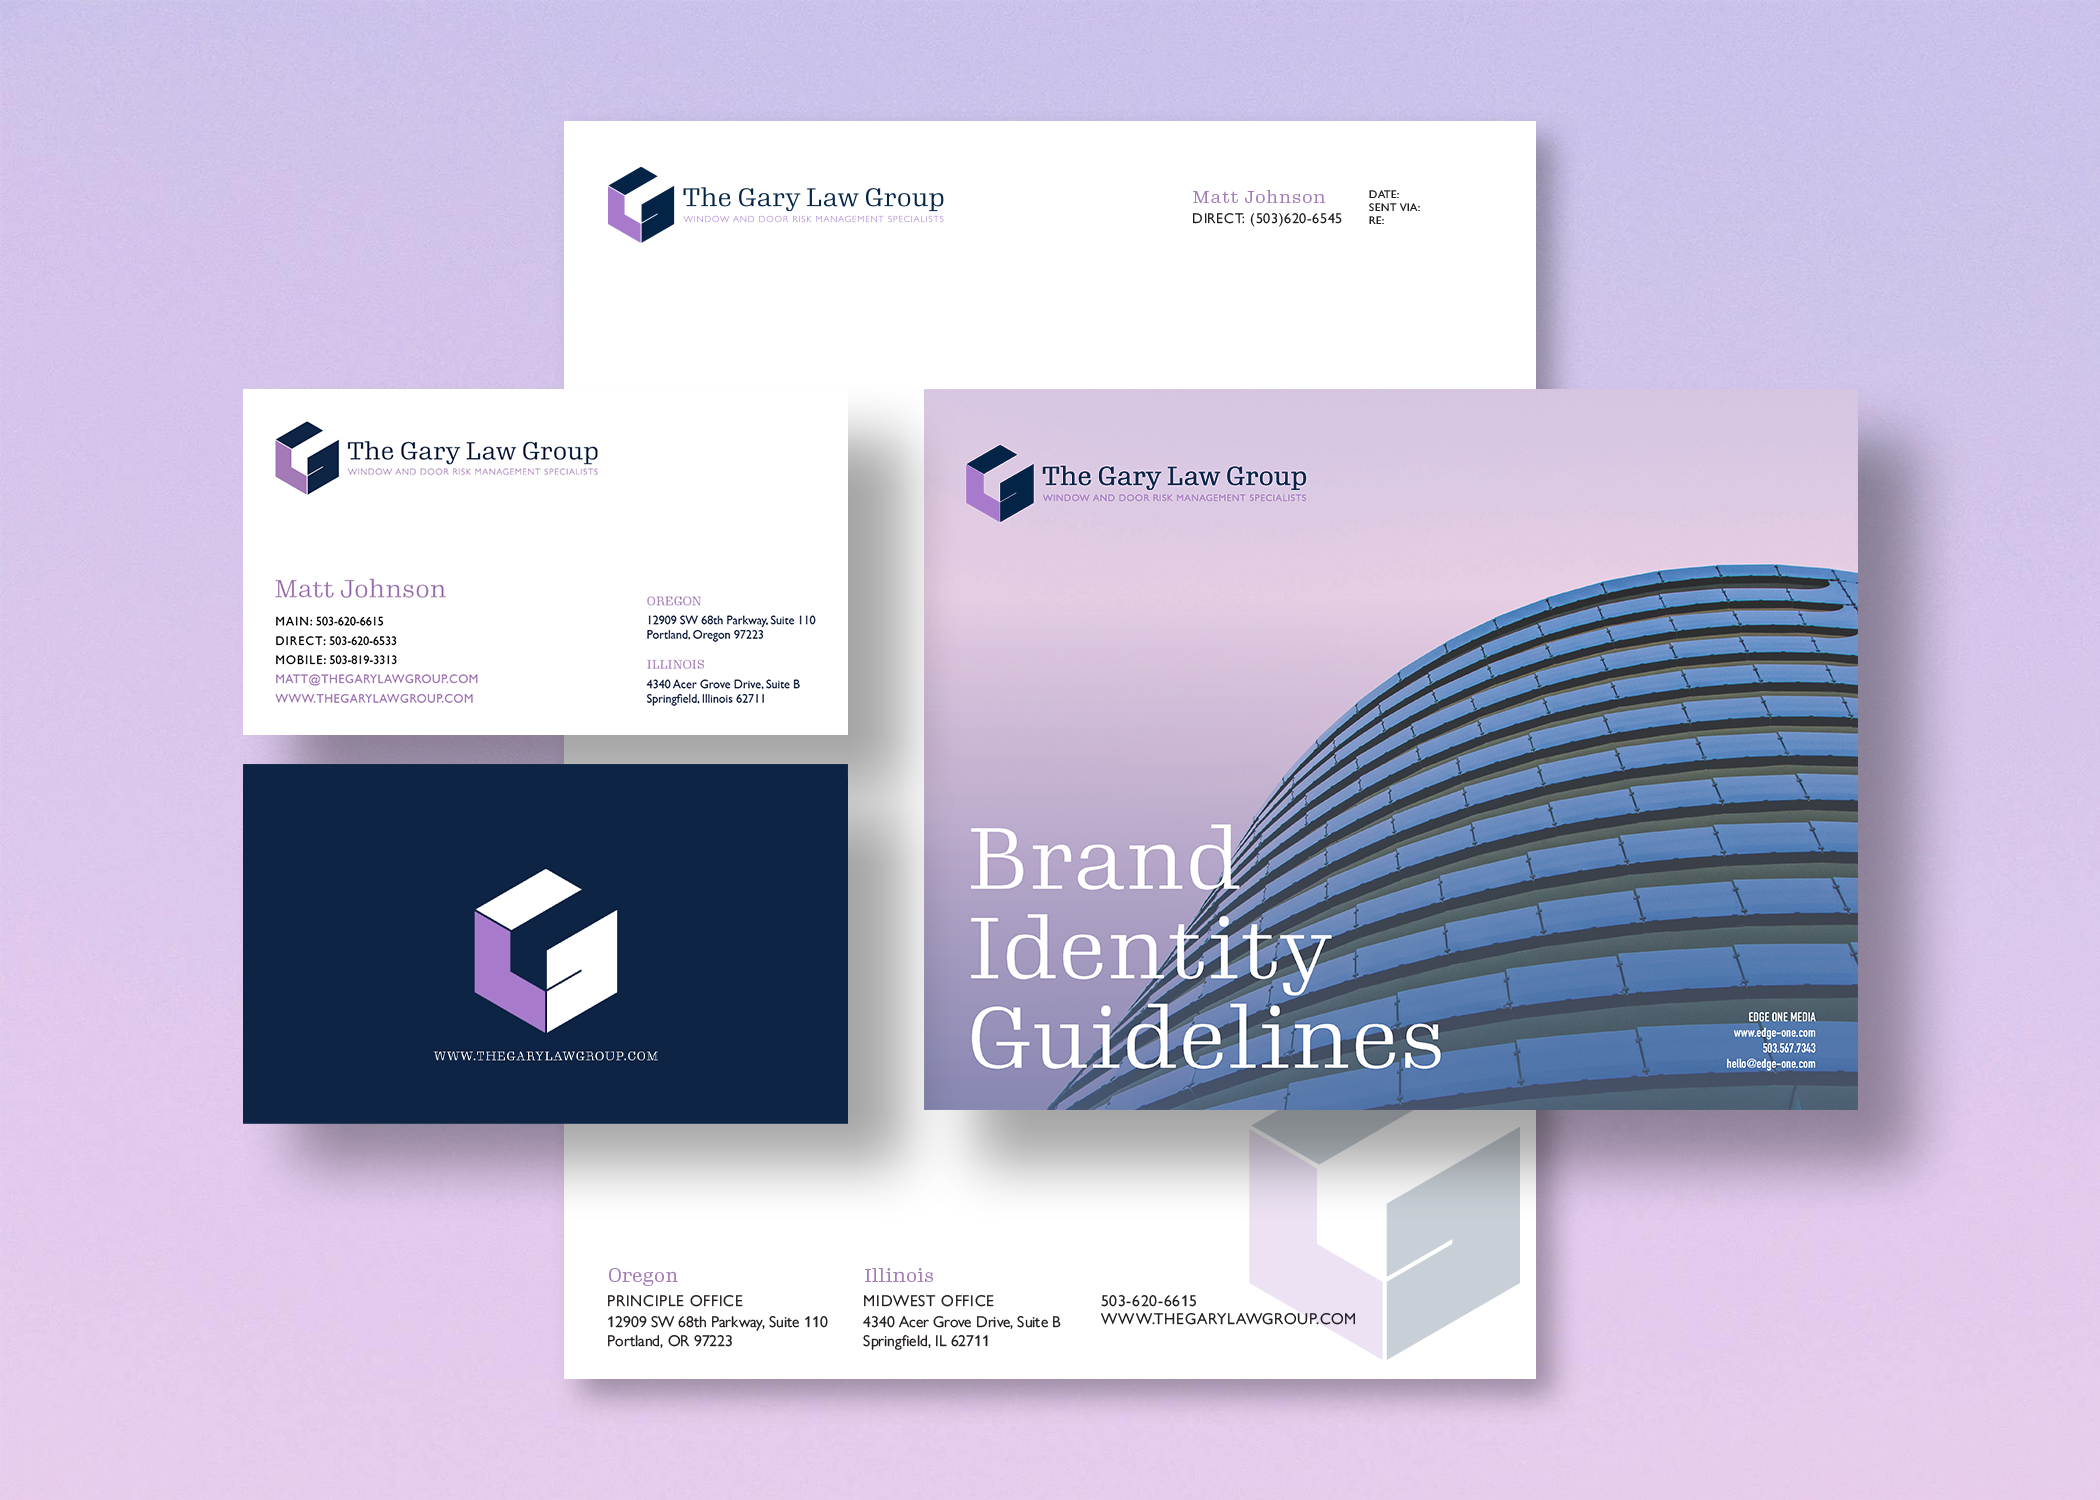 The Gary Law Group
WINDOW AND DOOR RISK MANAGEMENT SPECIALISTS
Matt Johnson
DIRECT: (503)620-6545
DATE:
SENT VIA:
RE:
The Gary Law Group
WINDOW AND DOOR RISK MANAGEMENT SPECIALISTS
Matt Johnson
MAIN: 503-620-6615
DIRECT: 503-620-6533
MOBILE: 503-819-3313
MATT@THEGARYLAWGROUP.COM
WWW.THEGARYLAWGROUP.COM
OREGON
12909 SW 68th Parkway, Suite 110
Portland, Oregon 97223
ILLINOIS
4340 Acer Grove Drive, Suite B
Springfield, Illinois 62711
WWW.THEGARYLAWGROUP.COM
The Gary Law Group
WINDOW AND DOOR RISK MANAGEMENT SPECIALISTS
Brand
Identity
Guidelines
EDGE ONE MEDIA
www.edge-one.com
503.567.7343
hello@edge-one.com
Oregon
PRINCIPLE OFFICE
12909 SW 68th Parkway, Suite 110
Portland, OR 97223
Illinois
MIDWEST OFFICE
4340 Acer Grove Drive, Suite B
Springfield, IL 62711
503-620-6615
WWW.THEGARYLAWGROUP.COM